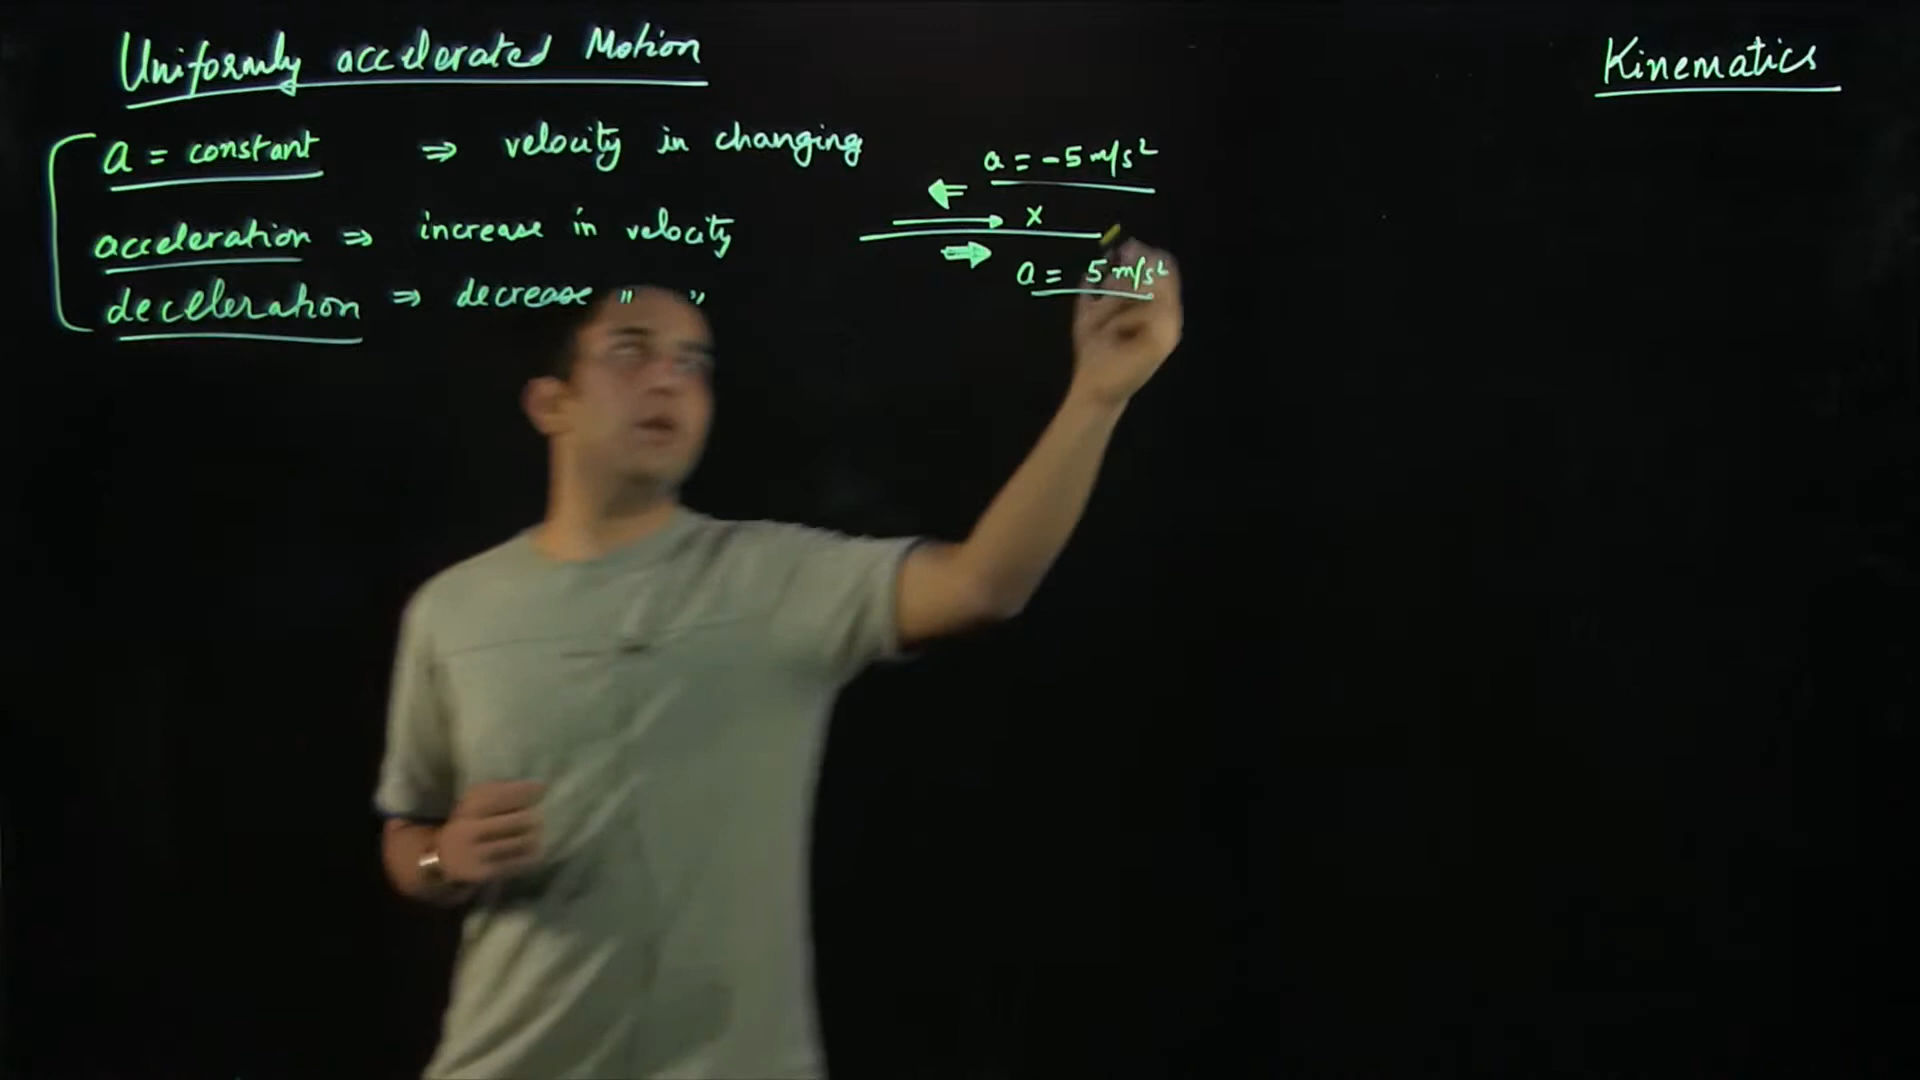 Uniformly accelerated Motion
Kinematics
a = constant ⇒ velocity in changing
a = -5 m/s²
acceleration ⇒ increase in velocity
x
a = 5 m/s²
deceleration ⇒ decrease " "